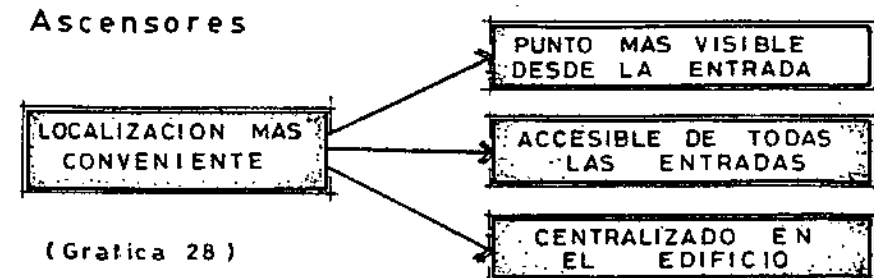 Ascensores
LOCALIZACION MAS
CONVENIENTE
PUNTO MAS VISIBLE
DESDE LA ENTRADA
ACCESIBLE DE TODAS
LAS ENTRADAS
CENTRALIZADO EN
EL EDIFICIO
(Grafica 28)